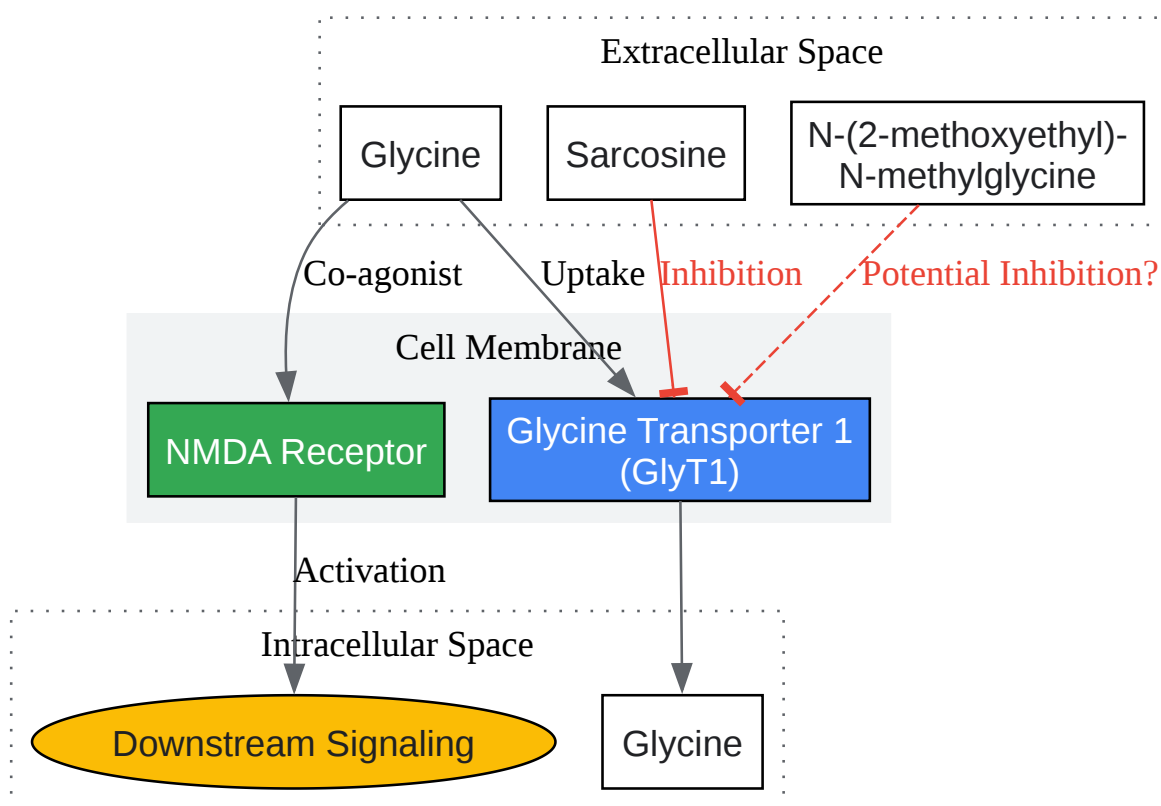 Extracellular Space
Glycine
Sarcosine
N-(2-methoxyethyl)-
N-methylglycine
Co-agonist
Uptake
Inhibition
Potential Inhibition?
Cell Membrane
NMDA Receptor
Glycine Transporter 1
(GlyT1)
Activation
Intracellular Space
Downstream Signaling
Glycine